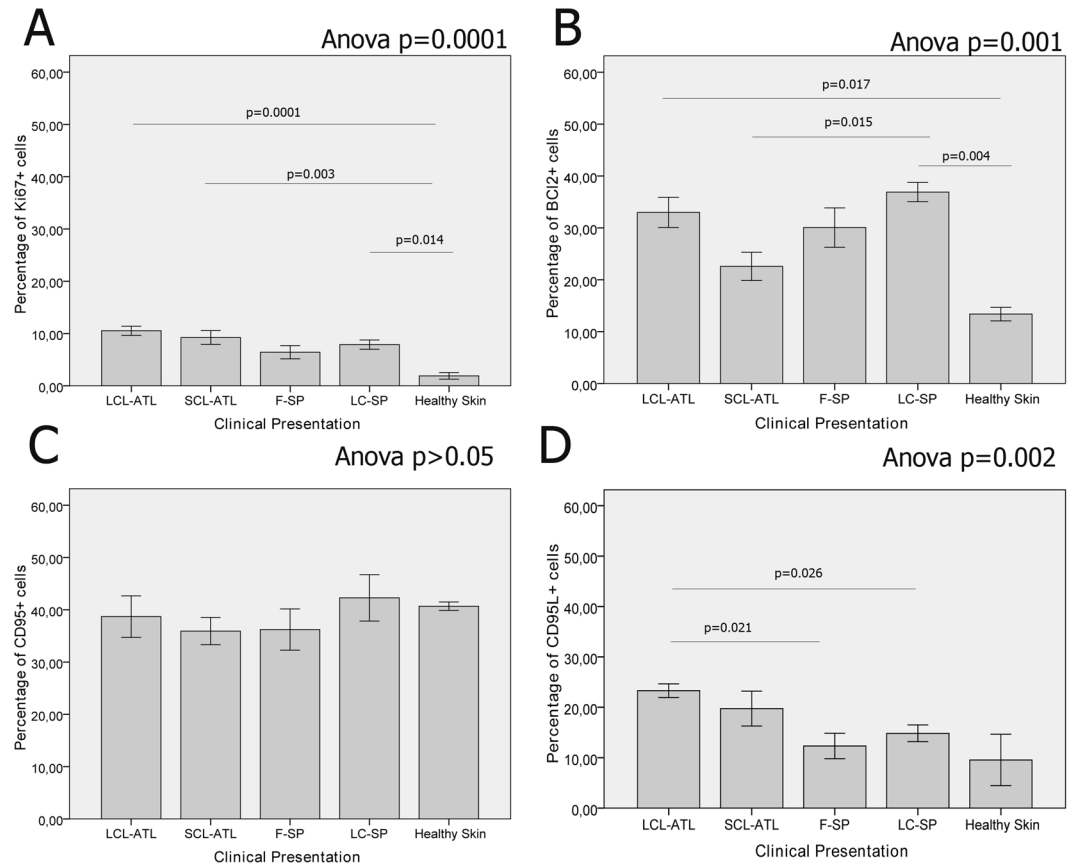 A
Anova p=0.0001
Percentage of Ki67+ cells
60,00
50,00
40,00
30,00
20,00
10,00
0,00
p=0.0001
p=0.003
p=0.014
LCL-ATL SCL-ATL F-SP LC-SP Healthy Skin
Clinical Presentation
B
Anova p=0.001
Percentage of BCl2+ cells
60,00
50,00
40,00
30,00
20,00
10,00
0,00
p=0.017
p=0.015
p=0.004
LCL-ATL SCL-ATL F-SP LC-SP Healthy Skin
Clinical Presentation
C
Anova p>0.05
Percentage of CD95+ cells
60,00
50,00
40,00
30,00
20,00
10,00
0,00
LCL-ATL SCL-ATL F-SP LC-SP Healthy Skin
Clinical Presentation
D
Anova p=0.002
Percentage of CD95L+ cells
60,00
50,00
40,00
30,00
20,00
10,00
0,00
p=0.026
p=0.021
LCL-ATL SCL-ATL F-SP LC-SP Healthy Skin
Clinical Presentation